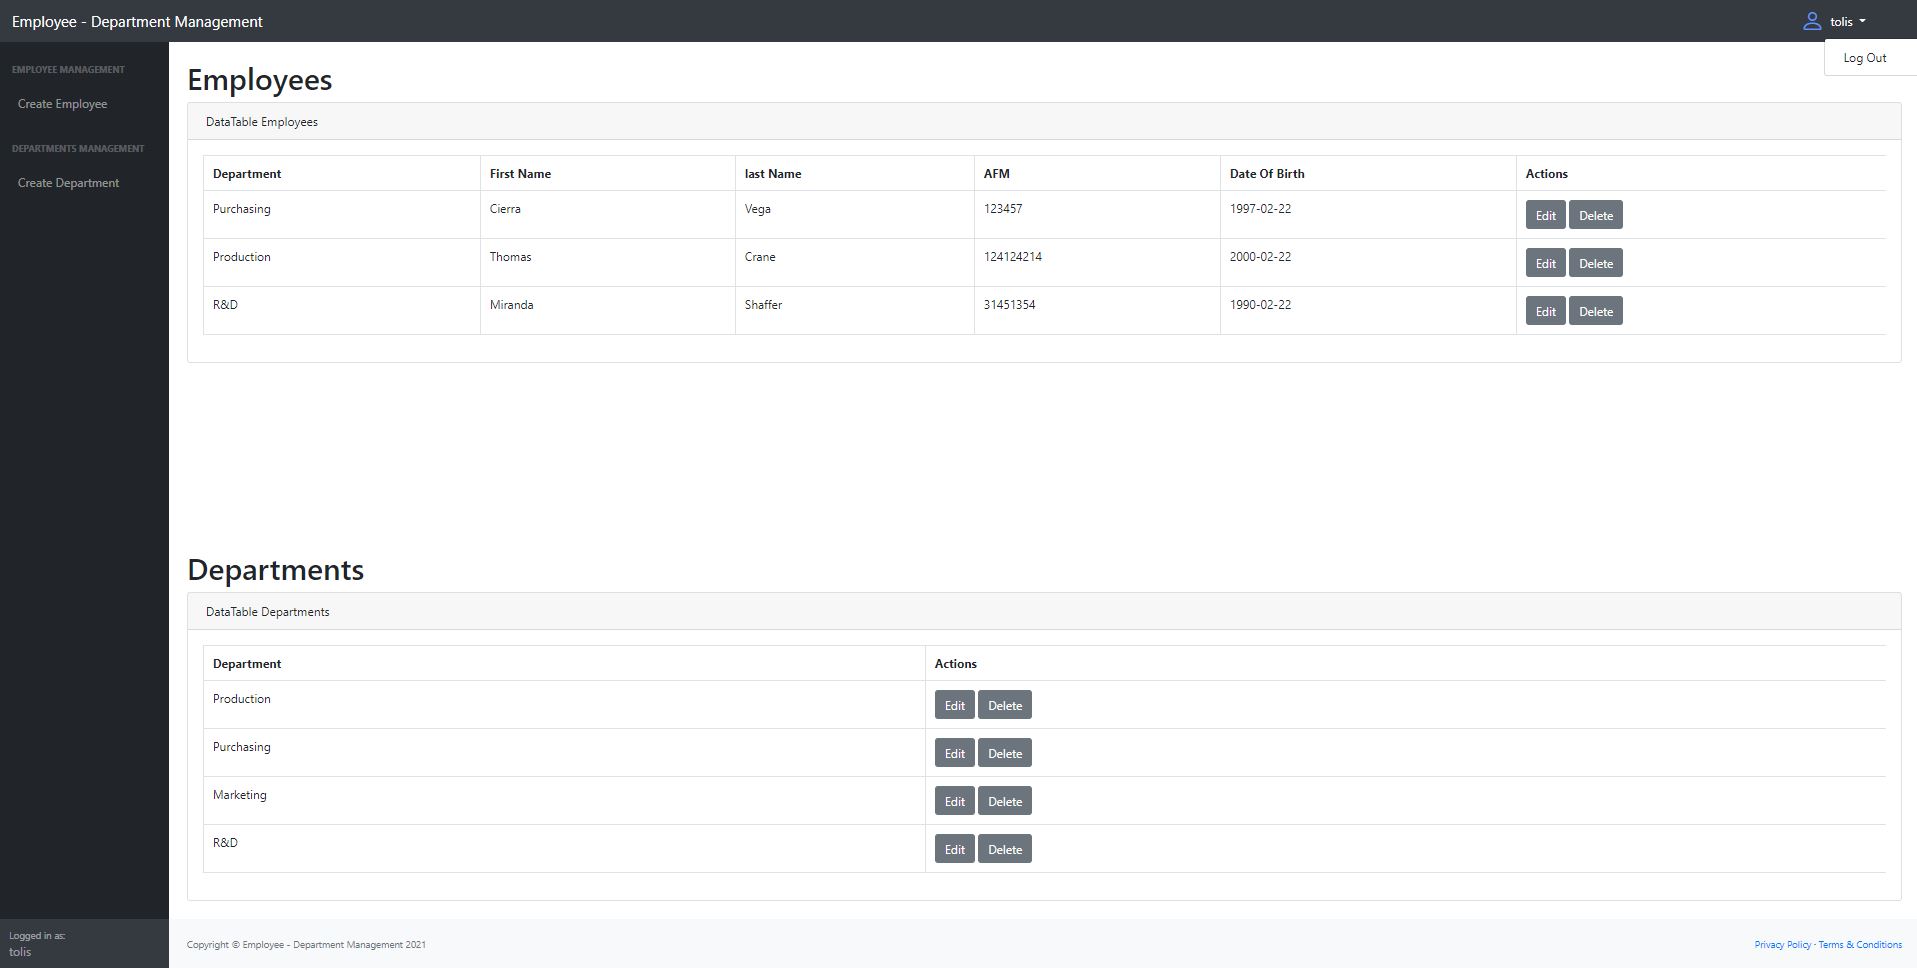 Employee - Department Management
tolis
Log Out
EMPLOYEE MANAGEMENT
Create Employee
DEPARTMENTS MANAGEMENT
Create Department
Employees
DataTable Employees
Department First Name last Name AFM Date Of Birth Actions
Purchasing Cierra Vega 123457 1997-02-22 Edit Delete
Production Thomas Crane 124124214 2000-02-22 Edit Delete
R&D Miranda Shaffer 31451354 1990-02-22 Edit Delete
Departments
DataTable Departments
Department Actions
Production Edit Delete
Purchasing Edit Delete
Marketing Edit Delete
R&D Edit Delete
Logged in as:
tolis
Copyright © Employee - Department Management 2021
Privacy Policy · Terms & Conditions